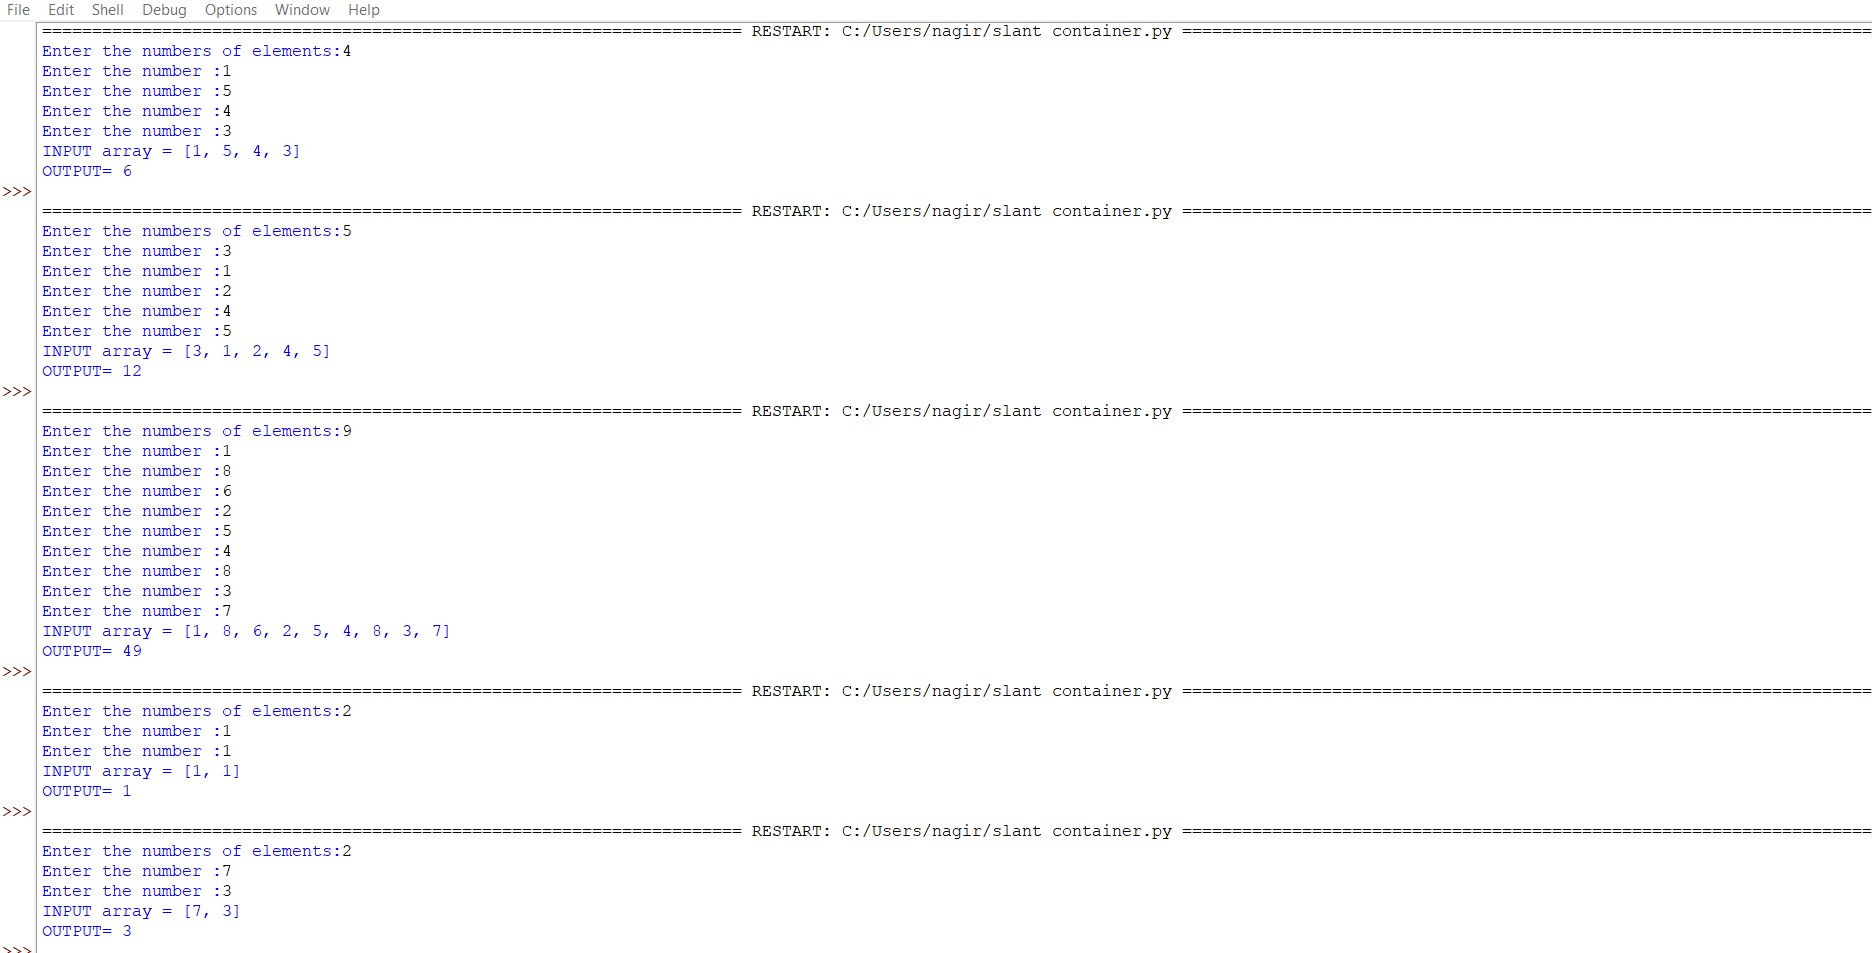 File Edit Shell Debug Options Window Help
====================================================================== RESTART: C:/Users/nagir/slant container.py =====================================================================
Enter the numbers of elements:4
Enter the number :1
Enter the number :5
Enter the number :4
Enter the number :3
INPUT array = [1, 5, 4, 3]
OUTPUT= 6
>>>
====================================================================== RESTART: C:/Users/nagir/slant container.py =====================================================================
Enter the numbers of elements:5
Enter the number :3
Enter the number :1
Enter the number :2
Enter the number :4
Enter the number :5
INPUT array = [3, 1, 2, 4, 5]
OUTPUT= 12
>>>
====================================================================== RESTART: C:/Users/nagir/slant container.py =====================================================================
Enter the numbers of elements:9
Enter the number :1
Enter the number :8
Enter the number :6
Enter the number :2
Enter the number :5
Enter the number :4
Enter the number :8
Enter the number :3
Enter the number :7
INPUT array = [1, 8, 6, 2, 5, 4, 8, 3, 7]
OUTPUT= 49
>>>
====================================================================== RESTART: C:/Users/nagir/slant container.py =====================================================================
Enter the numbers of elements:2
Enter the number :1
Enter the number :1
INPUT array = [1, 1]
OUTPUT= 1
>>>
====================================================================== RESTART: C:/Users/nagir/slant container.py =====================================================================
Enter the numbers of elements:2
Enter the number :7
Enter the number :3
INPUT array = [7, 3]
OUTPUT= 3
>>>